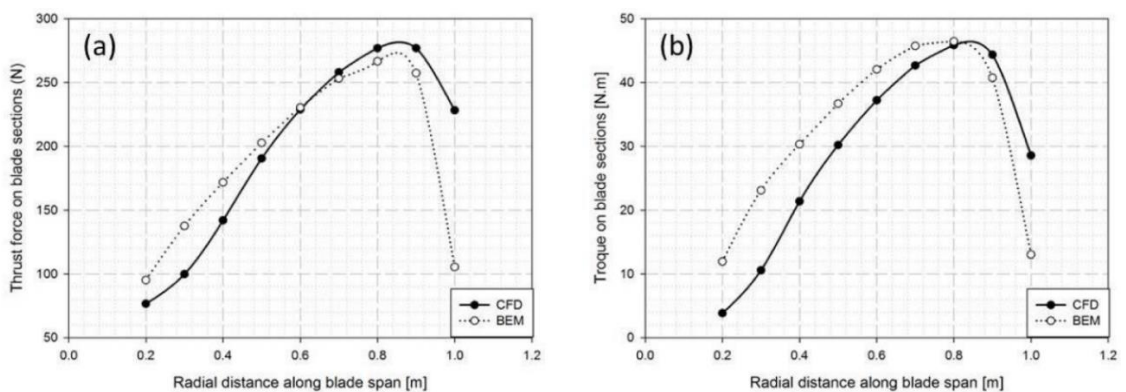 (a)
Thrust force on blade sections (N)
300
250
200
150
100
50
0.0 0.2 0.4 0.6 0.8 1.0 1.2
Radial distance along blade span [m]
CFD
BEM
(b)
Troque on blade sections [N.m]
50
40
30
20
10
0
0.0 0.2 0.4 0.6 0.8 1.0 1.2
Radial distance along blade span [m]
CFD
BEM